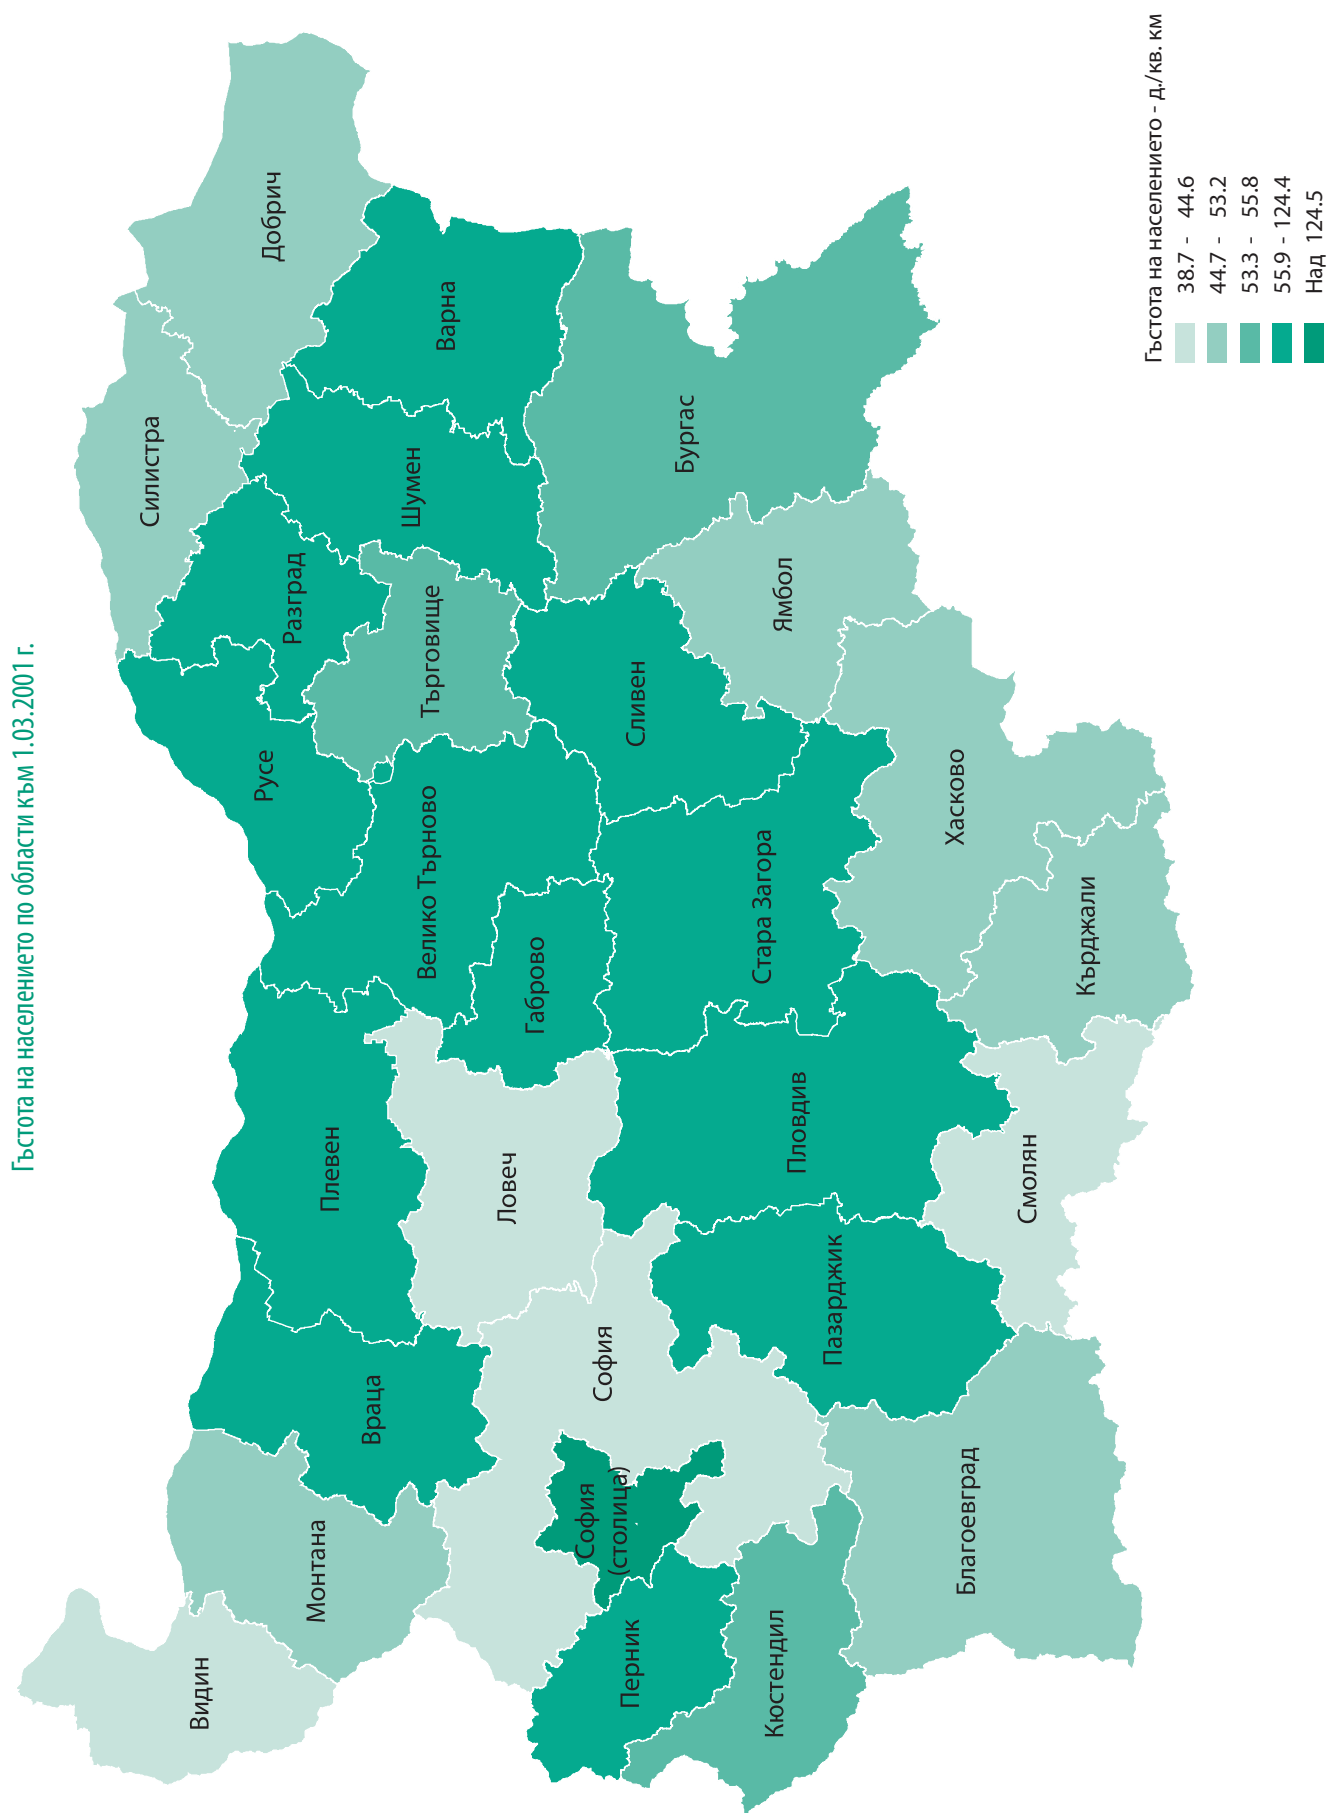 Гъстота на населението по области към 1.03.2001 г.
Видин
Монтана
Враца
Плевен
Ловеч
Велико Търново
Габрово
Русе
Разград
Търговище
Силистра
Шумен
Добрич
Варна
Бургас
Сливен
Ямбол
Стара Загора
Хасково
Кърджали
Пловдив
Смолян
Пазарджик
София
София
(столица)
Перник
Кюстендил
Благоевград
Гъстота на населението - д./кв. км
38.7 - 44.6
44.7 - 53.2
53.3 - 55.8
55.9 - 124.4
Над 124.5